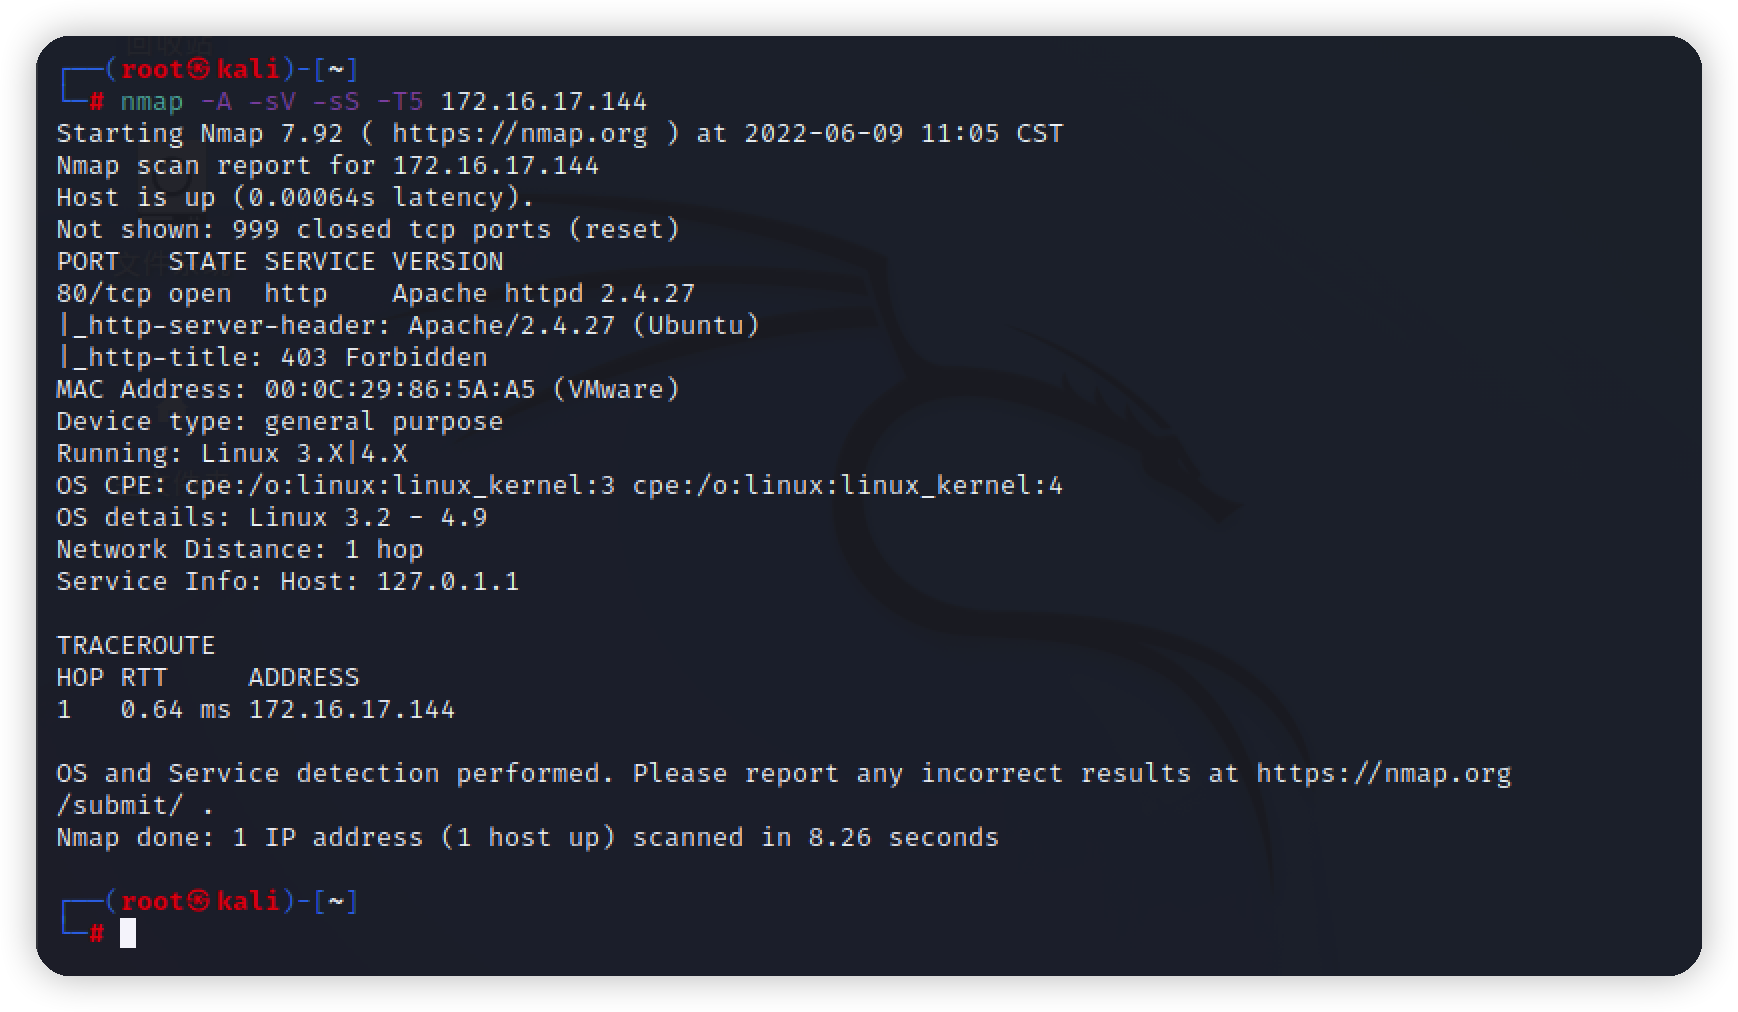 ┌──(root㉿kali)-[~]
└─# nmap -A -sV -sS -T5 172.16.17.144
Starting Nmap 7.92 ( https://nmap.org ) at 2022-06-09 11:05 CST
Nmap scan report for 172.16.17.144
Host is up (0.00064s latency).
Not shown: 999 closed tcp ports (reset)
PORT   STATE SERVICE VERSION
80/tcp open  http    Apache httpd 2.4.27
|_http-server-header: Apache/2.4.27 (Ubuntu)
|_http-title: 403 Forbidden
MAC Address: 00:0C:29:86:5A:A5 (VMware)
Device type: general purpose
Running: Linux 3.X|4.X
OS CPE: cpe:/o:linux:linux_kernel:3 cpe:/o:linux:linux_kernel:4
OS details: Linux 3.2 - 4.9
Network Distance: 1 hop
Service Info: Host: 127.0.1.1

TRACEROUTE
HOP RTT     ADDRESS
1   0.64 ms 172.16.17.144

OS and Service detection performed. Please report any incorrect results at https://nmap.org
/submit/ .
Nmap done: 1 IP address (1 host up) scanned in 8.26 seconds

┌──(root㉿kali)-[~]
└─#